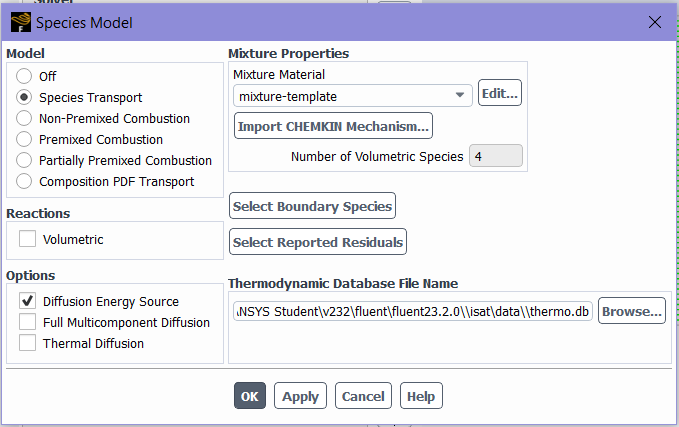 Species Model
Model
Off
Species Transport
Non-Premixed Combustion
Premixed Combustion
Partially Premixed Combustion
Composition PDF Transport
Reactions
Volumetric
Options
Diffusion Energy Source
Full Multicomponent Diffusion
Thermal Diffusion
Mixture Properties
Mixture Material
mixture-template
Edit...
Import CHEMKIN Mechanism...
Number of Volumetric Species 4
Select Boundary Species
Select Reported Residuals
Thermodynamic Database File Name
\NSYS Student\v232\fluent\fluent23.2.0\\isat\data\\thermo.db
Browse...
OK Apply Cancel Help